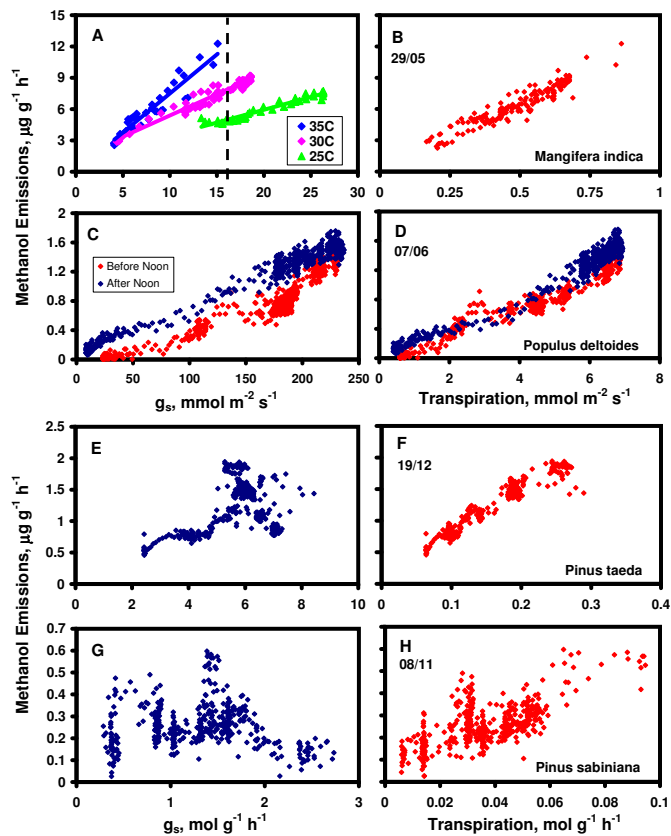 Methanol Emissions, µg g⁻¹ h⁻¹
A
15
12
9
6
3
0
35C
30C
25C
0 5 10 15 20 25 30
B
29/05
Mangifera indica
0 0.25 0.5 0.75 1
C
2
1.6
1.2
0.8
0.4
0
Before Noon
After Noon
0 50 100 150 200 250
gₛ, mmol m⁻² s⁻¹
D
07/06
Populus deltoides
0 2 4 6 8
Transpiration, mmol m⁻² s⁻¹
Methanol Emissions, µg g⁻¹ h⁻¹
E
2.5
2
1.5
1
0.5
0
0 2 4 6 8 10
F
19/12
Pinus taeda
0 0.1 0.2 0.3 0.4
G
0.7
0.6
0.5
0.4
0.3
0.2
0.1
0
0 1 2 3
gₛ, mol g⁻¹ h⁻¹
H
08/11
Pinus sabiniana
0 0.02 0.04 0.06 0.08 0.1
Transpiration, mol g⁻¹ h⁻¹